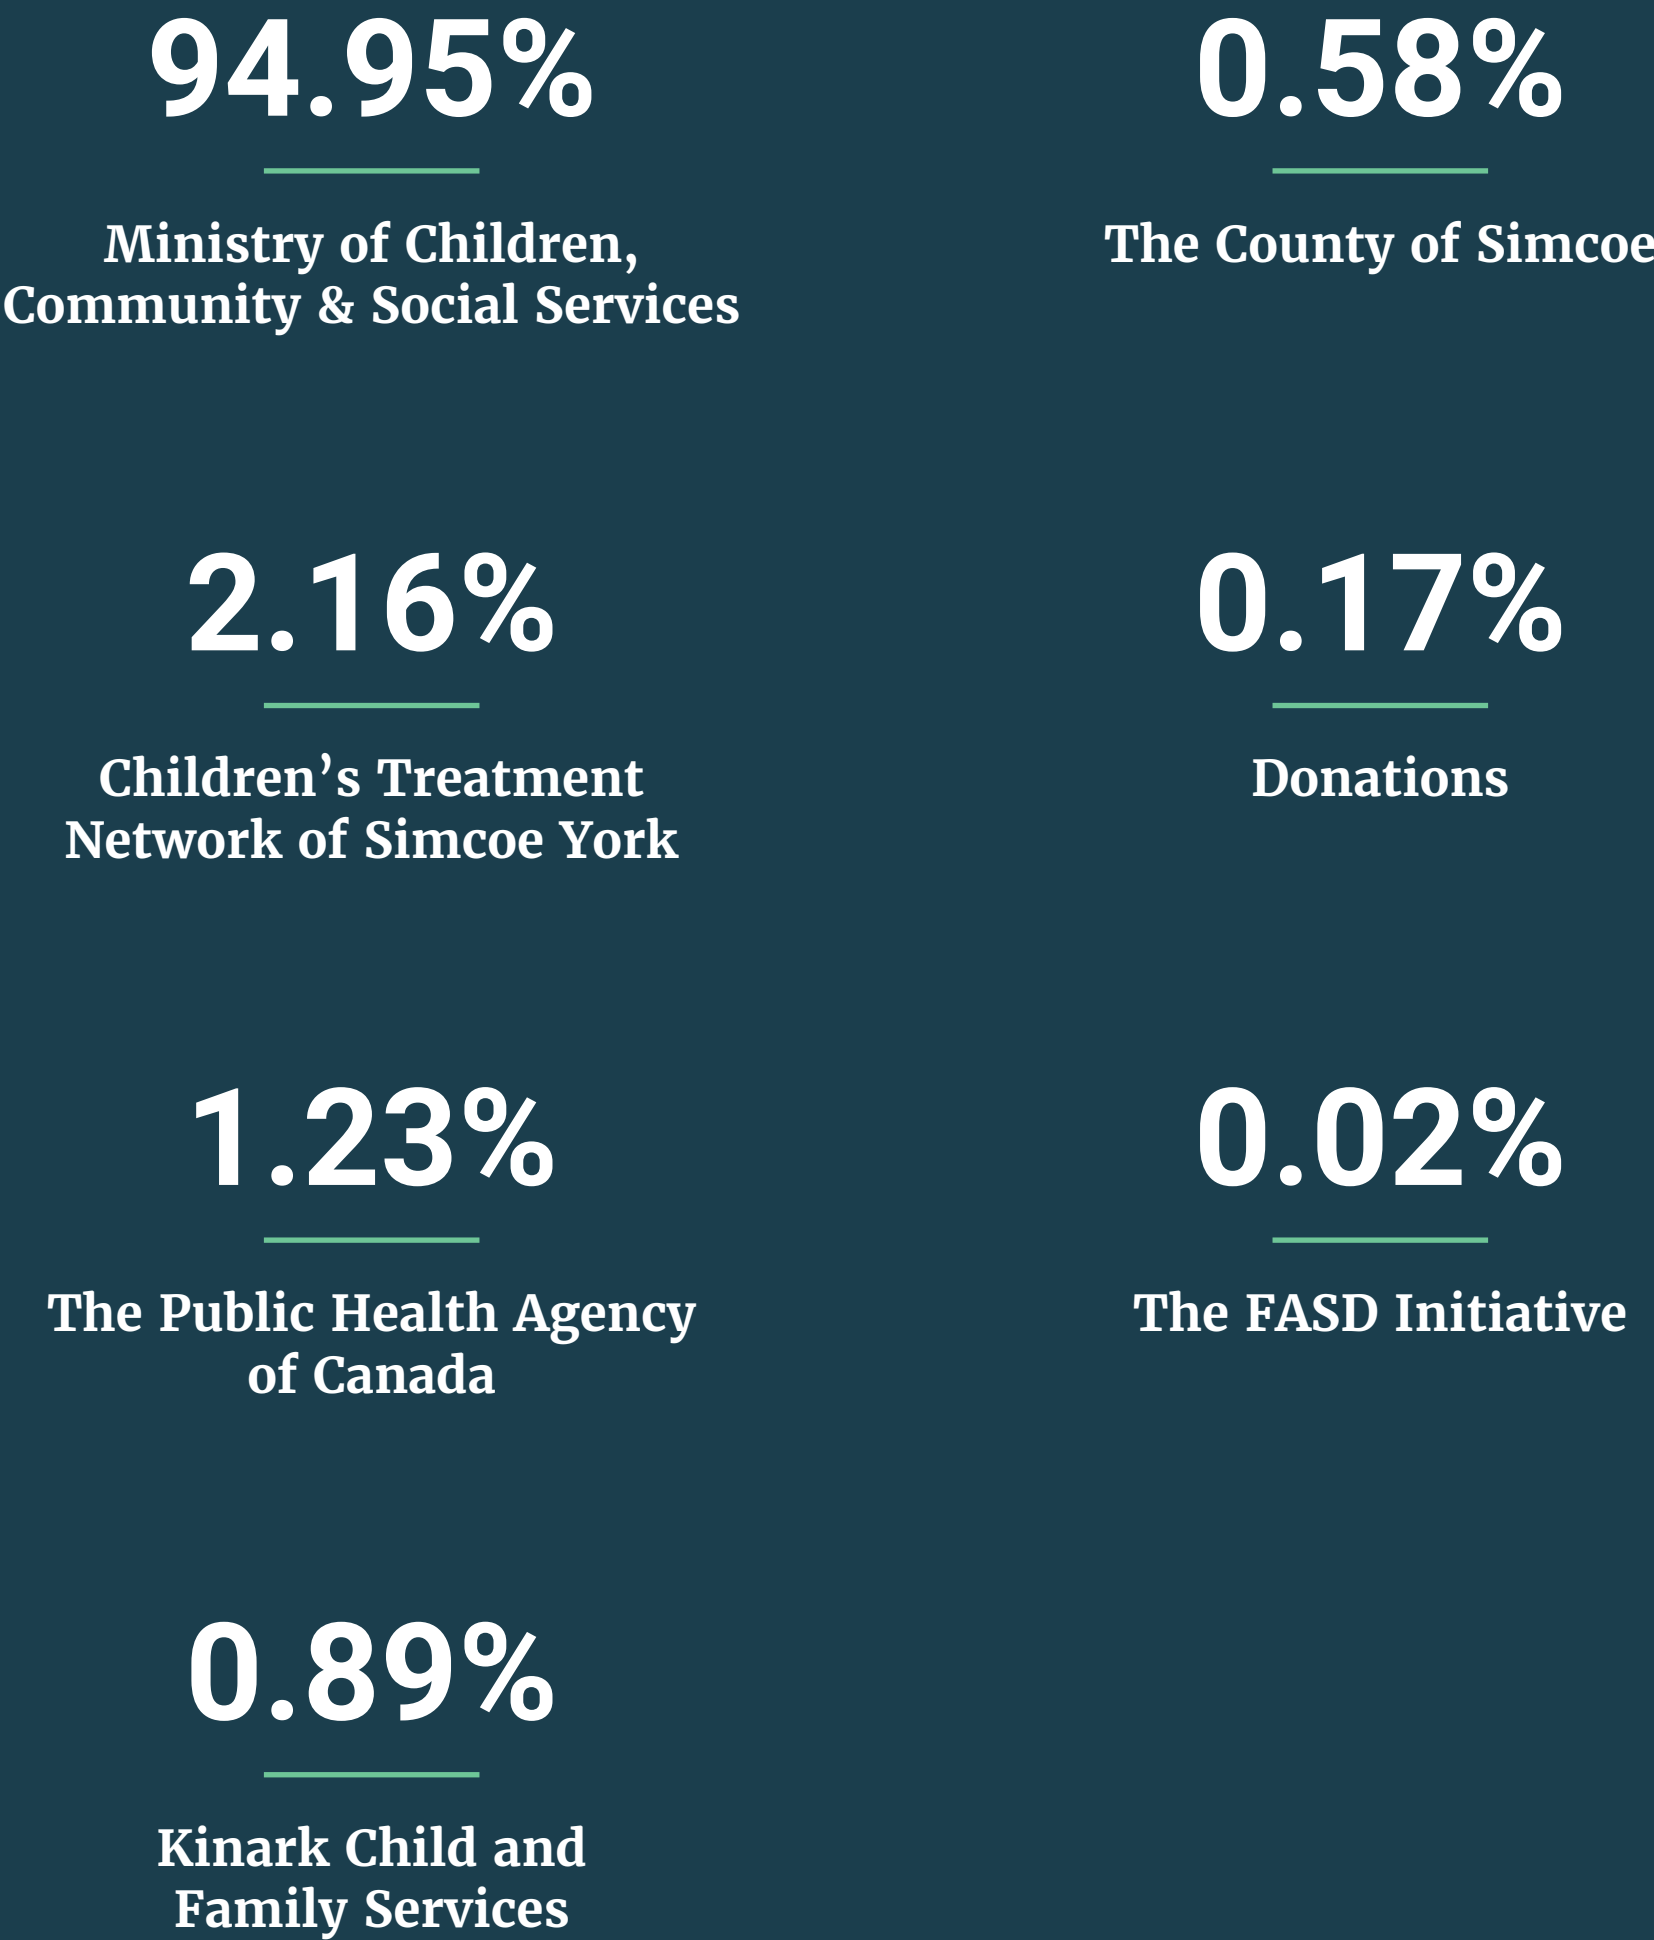 94.95%
Ministry of Children,
Community & Social Services
2.16%
Children’s Treatment
Network of Simcoe York
1.23%
The Public Health Agency
of Canada
0.89%
Kinark Child and
Family Services
0.58%
The County of Simcoe
0.17%
Donations
0.02%
The FASD Initiative